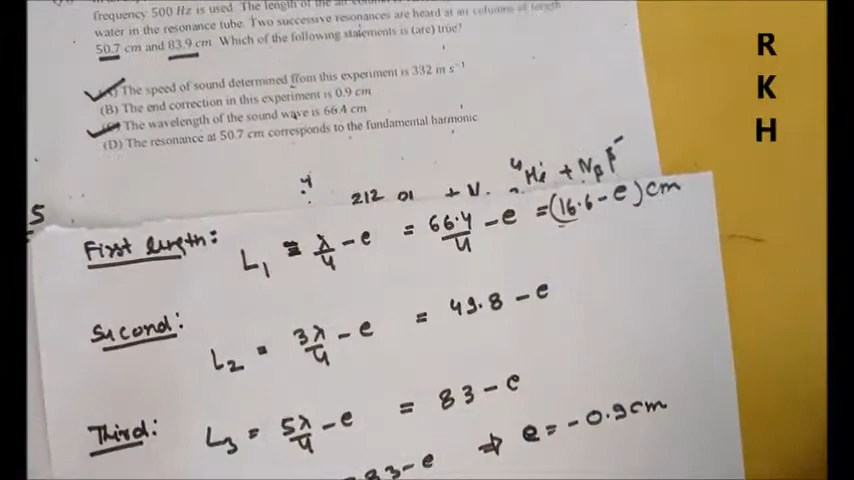 frequency 500 Hz is used. The length of the air column is
water in the resonance tube. Two successive resonances are heard at air columns of length
50.7 cm and 83.9 cm Which of the following statements is (are) true?
(A) The speed of sound determined from this experiment is 332 m s⁻¹
(B) The end correction in this experiment is 0.9 cm
(C) The wavelength of the sound wave is 66.4 cm
(D) The resonance at 50.7 cm corresponds to the fundamental harmonic
R
K
H
5
First length: L₁ = λ/4 - e = 66.4/4 - e = (16.6 - e) cm
Second: L₂ = 3λ/4 - e = 49.8 - e
Third: L₃ = 5λ/4 - e = 83 - e
83 - e ⇒ e = -0.9 cm